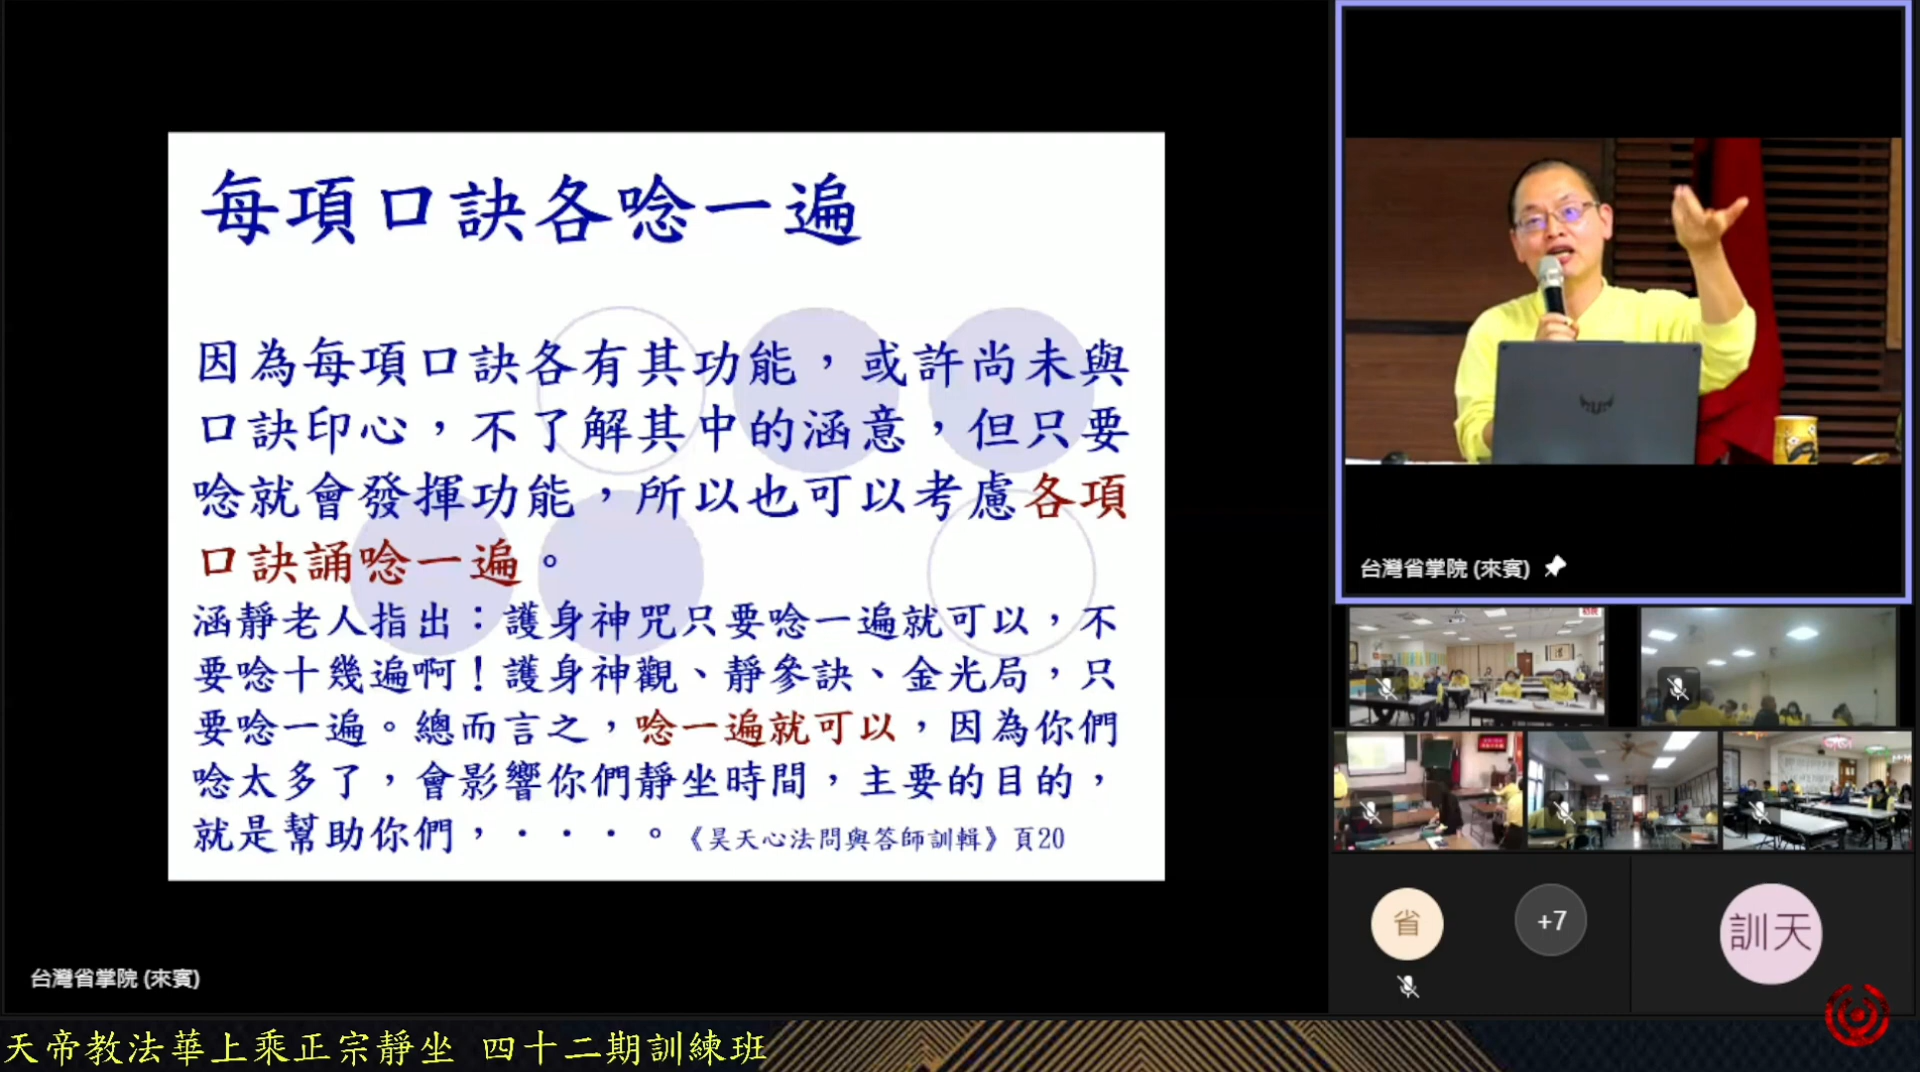 每項口訣各唸一遍
因為每項口訣各有其功能，或許尚未與
口訣印心，不了解其中的涵意，但只要
唸就會發揮功能，所以也可以考慮各項
口訣誦唸一遍。
涵靜老人指出：護身神咒只要唸一遍就可以，不
要唸十幾遍啊！護身神觀、靜參訣、金光局，只
要唸一遍。總而言之，唸一遍就可以，因為你們
唸太多了，會影響你們靜坐時間，主要的目的，
就是幫助你們，．．．。《昊天心法問與答師訓輯》頁20
台灣省掌院 (來賓)
台灣省掌院 (來賓)
省
+7
訓天
天帝教法華上乘正宗靜坐 四十二期訓練班